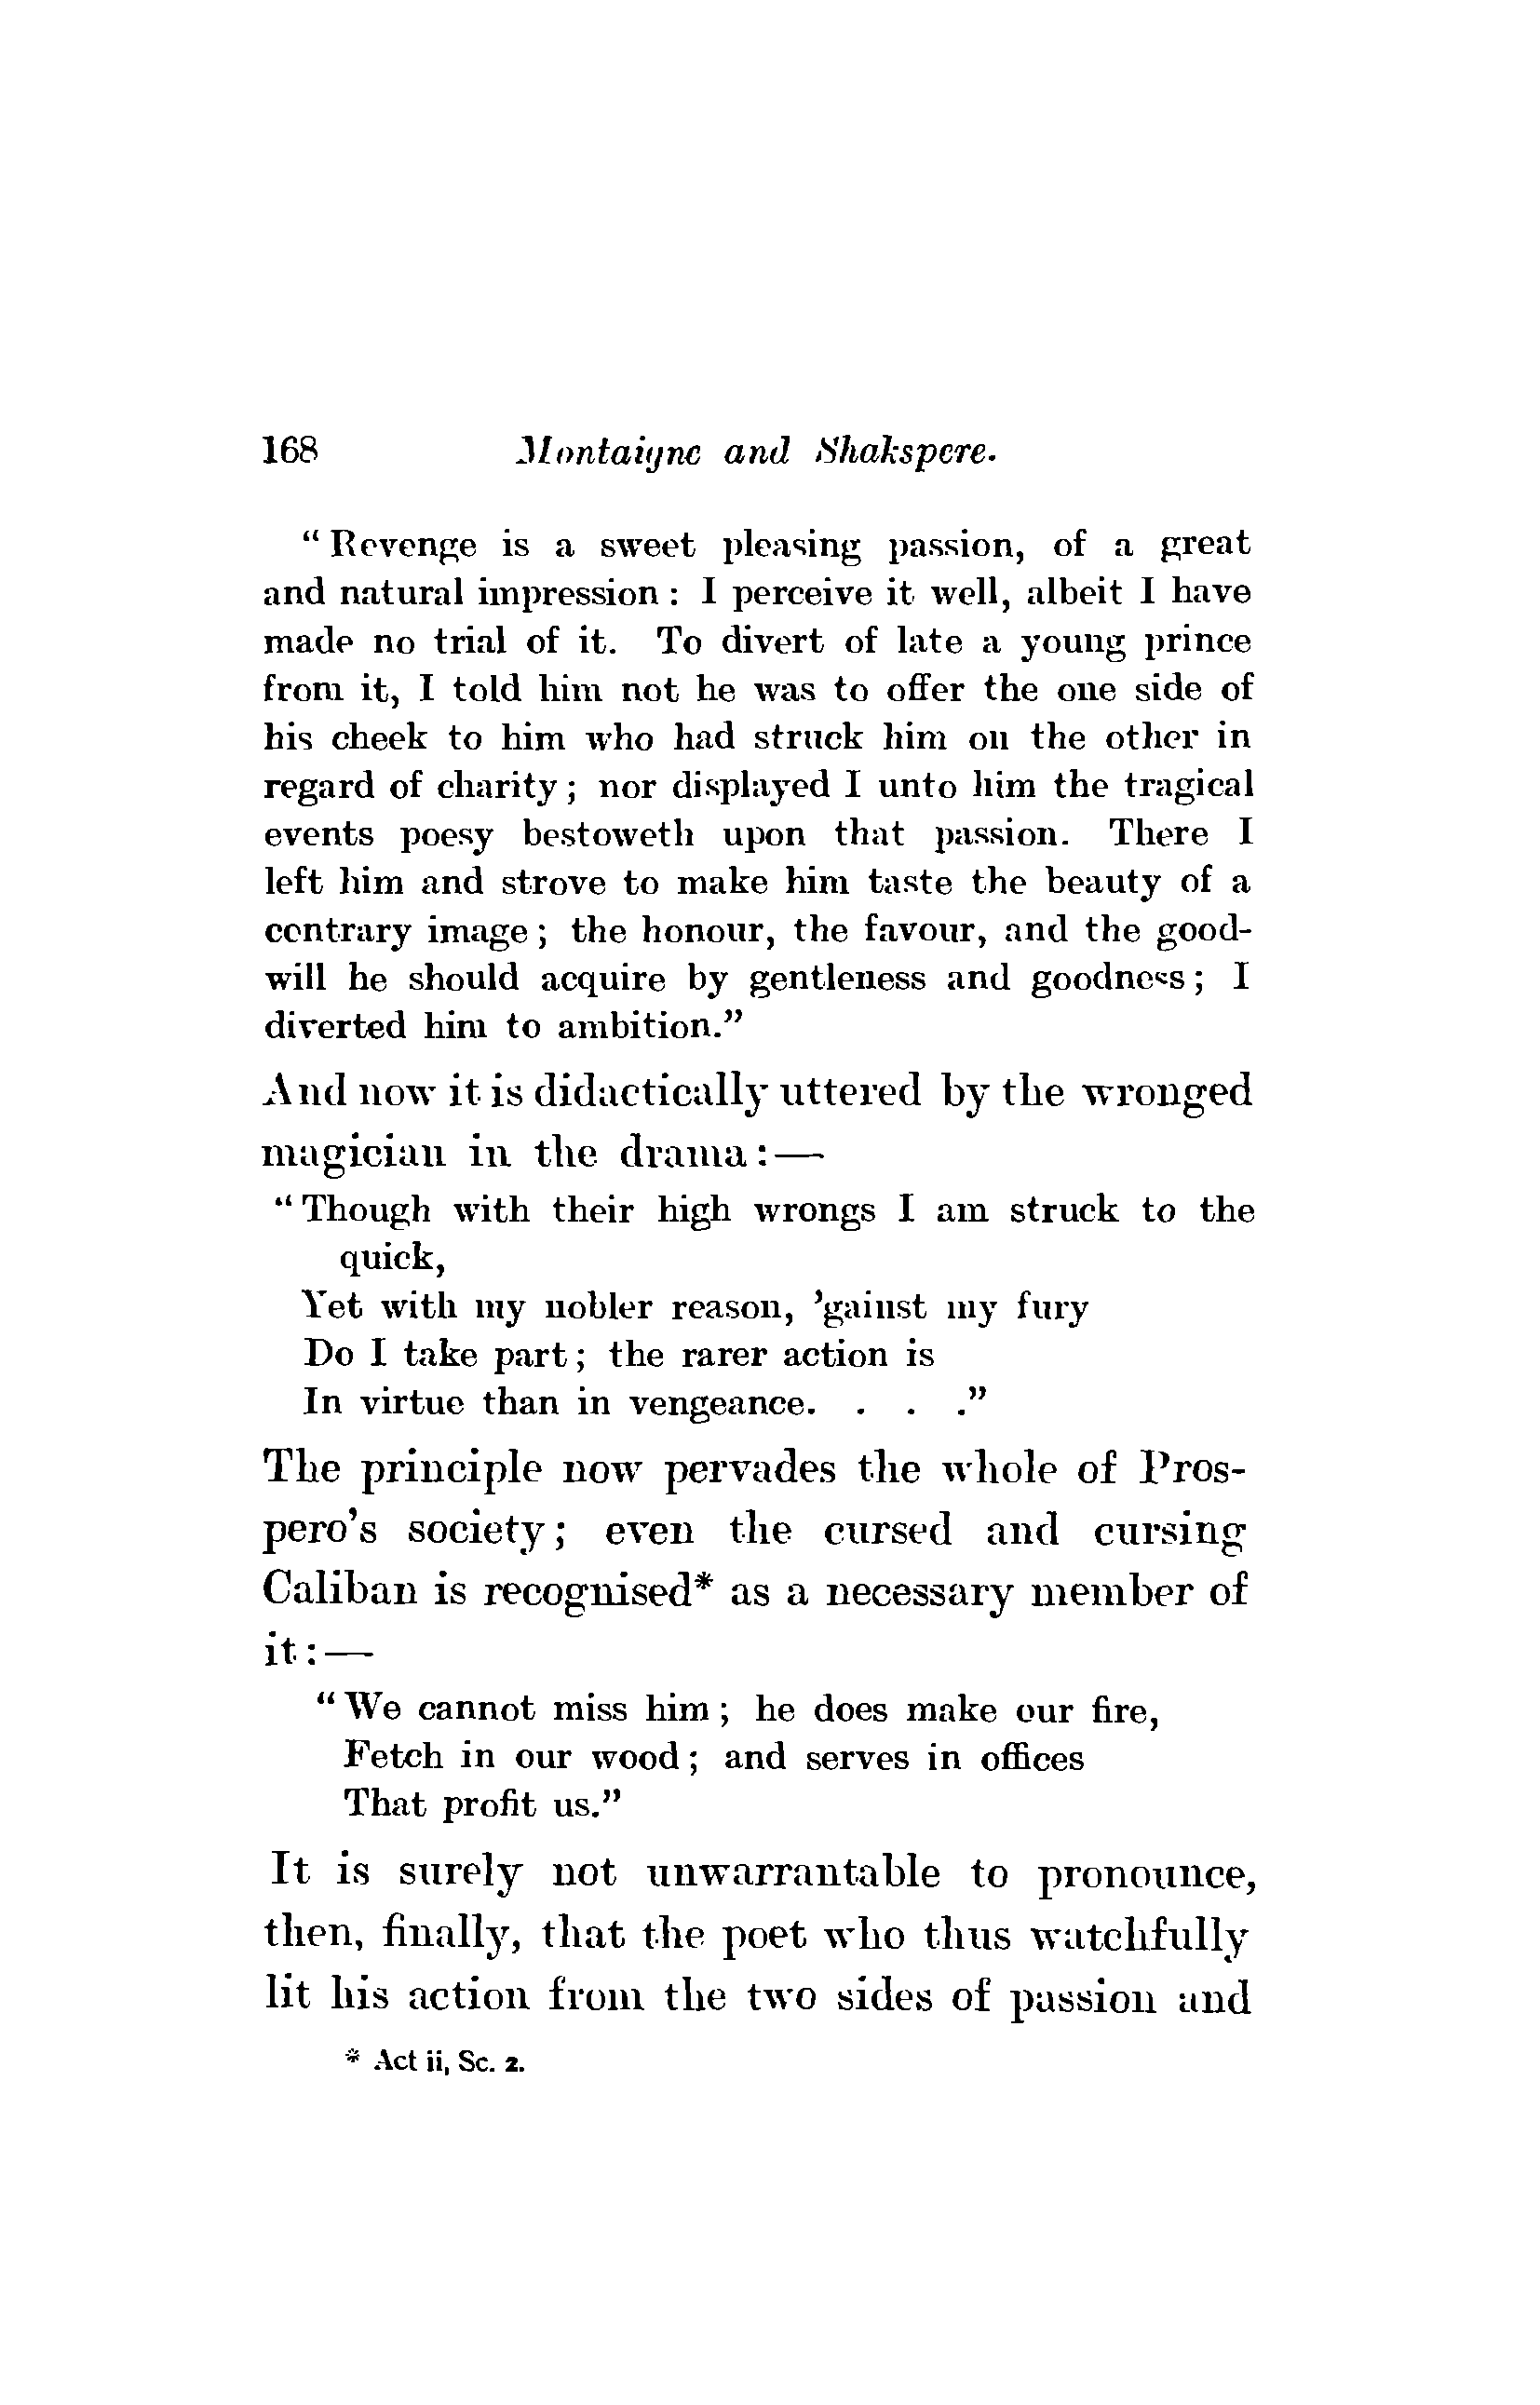 168 Montaigne and Shakspere.
“Revenge is a sweet pleasing passion, of a great
and natural impression : I perceive it well, albeit I have
made no trial of it. To divert of late a young prince
from it, I told him not he was to offer the one side of
his cheek to him who had struck him on the other in
regard of charity ; nor displayed I unto him the tragical
events poesy bestoweth upon that passion. There I
left him and strove to make him taste the beauty of a
contrary image ; the honour, the favour, and the good-
will he should acquire by gentleness and goodness ; I
diverted him to ambition.”
And now it is didactically uttered by the wronged
magician in the drama :—
“Though with their high wrongs I am struck to the
quick,
Yet with my nobler reason, ’gainst my fury
Do I take part ; the rarer action is
In virtue than in vengeance. . . .”
The principle now pervades the whole of Pros-
pero’s society ; even the cursed and cursing
Caliban is recognised* as a necessary member of
it :—
“We cannot miss him ; he does make our fire,
Fetch in our wood ; and serves in offices
That profit us.”
It is surely not unwarrantable to pronounce,
then, finally, that the poet who thus watchfully
lit his action from the two sides of passion and
* Act ii, Sc. 2.